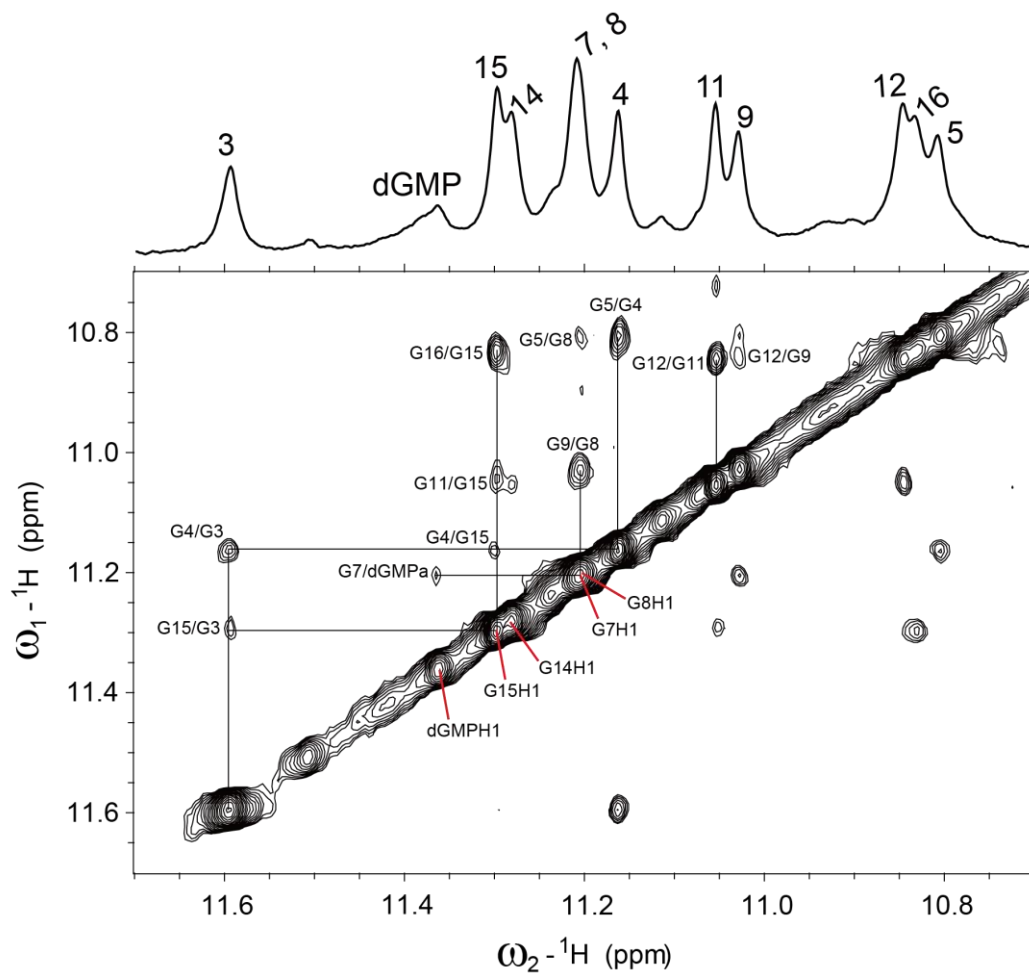 7, 8
15
14
4
11
9
12
16
5
3
dGMP
10.8
G5/G4
G5/G8
G16/G15
G12/G11
G12/G9
11.0
G9/G8
G11/G15
G4/G3
G4/G15
11.2
G7/dGMPa
G8H1
G15/G3
G7H1
G14H1
11.4
G15H1
dGMPH1
11.6
ω1 - 1H (ppm)
11.6 11.4 11.2 11.0 10.8
ω2 - 1H (ppm)